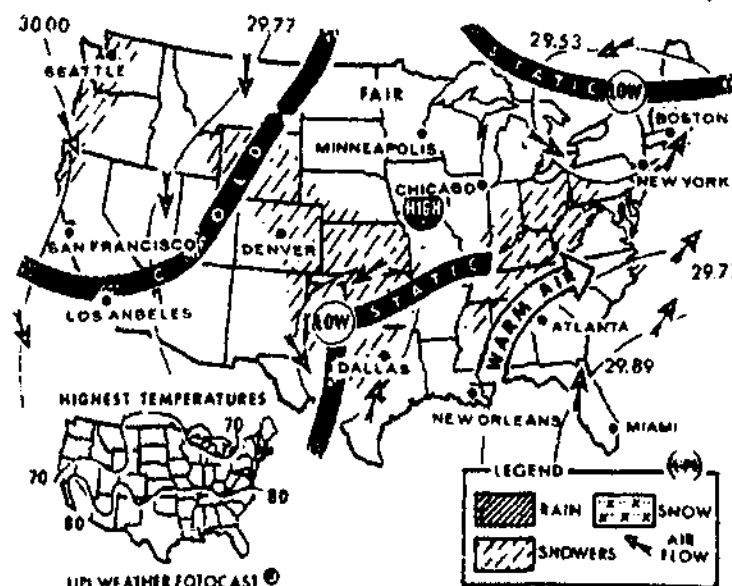 30.00
29.77
29.53
SEATTLE
STATIC
LOW
FAIR
BOSTON
MINNEAPOLIS
COLD
NEW YORK
CHICAGO
HIGH
SAN FRANCISCO
DENVER
STATIC
29.77
LOS ANBELES
LOW
WARM AIR
ATLANTA
DALLAS
29.89
HIGHEST TEMPERATURES
NEW ORLEANS
MIAMI
70
70
80
80
LEGEND
RAIN
SNOW
SHOWERS
AIR
FLOW
UPI WEATHER FOTOCAST